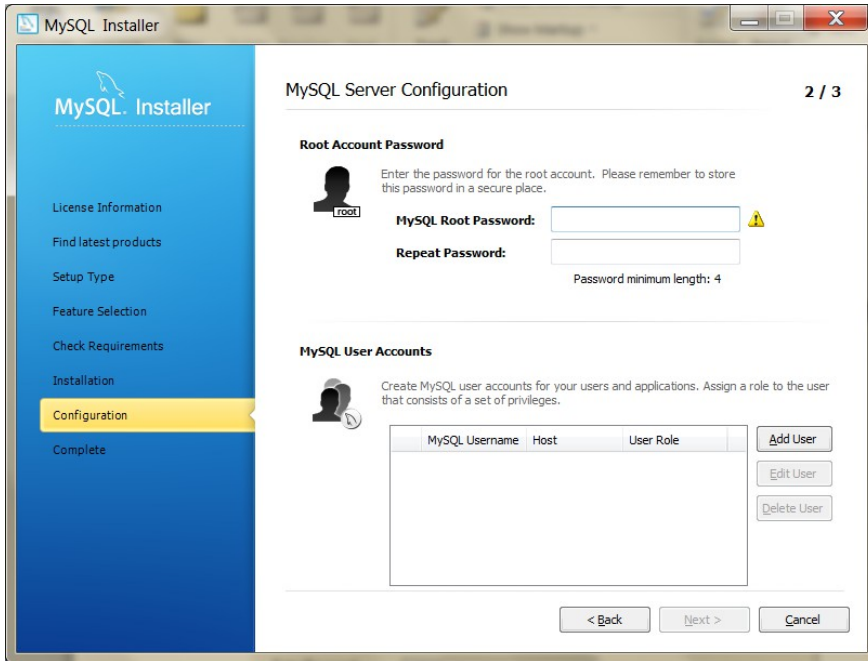 MySQL Installer
MySQL. Installer
License Information
Find latest products
Setup Type
Feature Selection
Check Requirements
Installation
Configuration
Complete
MySQL Server Configuration
2 / 3
Root Account Password
Enter the password for the root account. Please remember to store
this password in a secure place.
root
MySQL Root Password:
Repeat Password:
Password minimum length: 4
MySQL User Accounts
Create MySQL user accounts for your users and applications. Assign a role to the user
that consists of a set of privileges.
MySQL Username Host User Role
Add User
Edit User
Delete User
< Back Next > Cancel